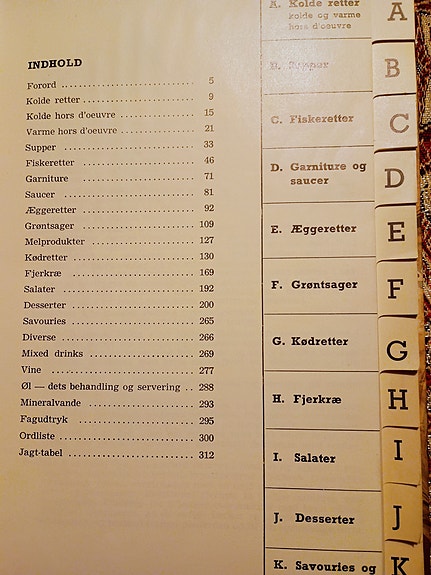 INDHOLD
Forord .......................... 5
Kolde retter .................... 9
Kolde hors d'oeuvre ............. 15
Varme hors d'oeuvre ............. 21
Supper .......................... 33
Fiskeretter ..................... 46
Garniture ....................... 71
Saucer .......................... 81
Æggeretter ...................... 92
Grøntsager ...................... 109
Melprodukter .................... 127
Kødretter ....................... 130
Fjerkræ ......................... 169
Salater ......................... 192
Desserter ....................... 200
Savouries ....................... 265
Diverse ......................... 266
Mixed drinks .................... 269
Vine ............................ 277
Øl — dets behandling og servering .. 288
Mineralvande .................... 293
Fagudtryk ....................... 295
Ordliste ........................ 300
Jagt-tabel ...................... 312
A. Kolde retter
kolde og varme
hors d'oeuvre
B. Supper
C. Fiskeretter
D. Garniture og
saucer
E. Æggeretter
F. Grøntsager
G. Kødretter
H. Fjerkræ
I. Salater
J. Desserter
K. Savouries og
A
B
C
D
E
F
G
H
I
J
K